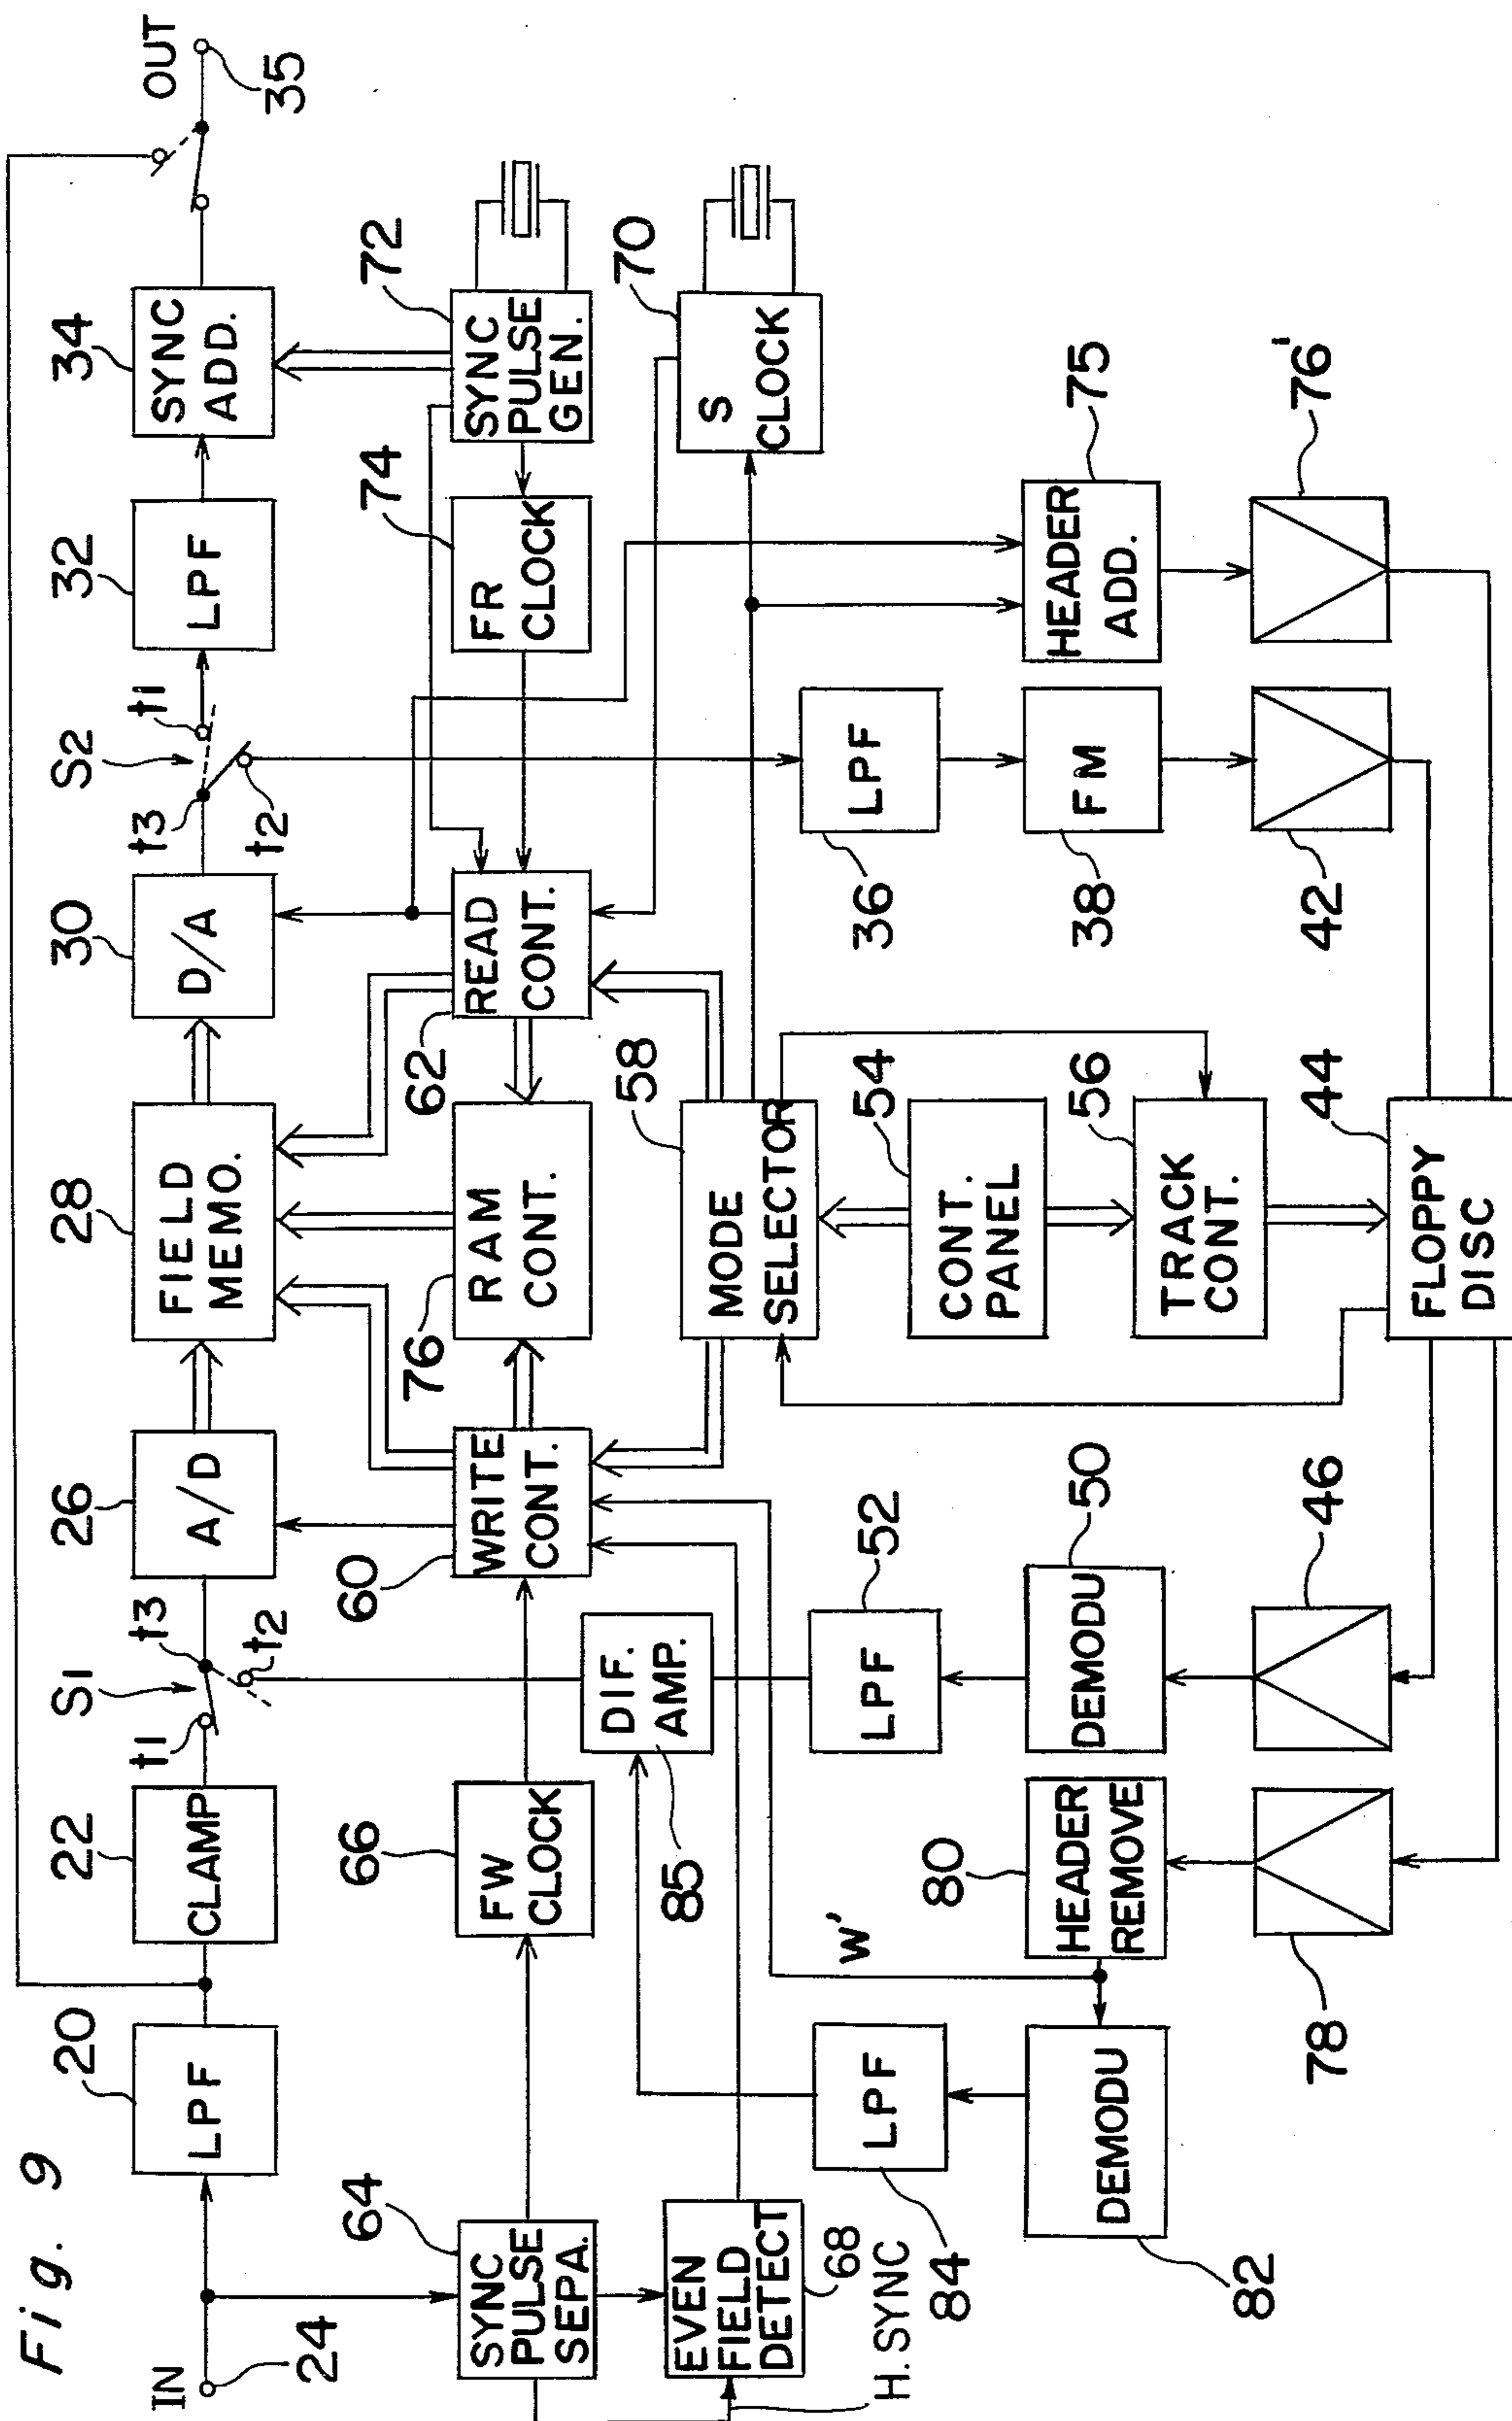 Fig. 9
IN
24
20
LPF
22
CLAMP
S1
t1
t3
t2
26
A/D
28
FIELD
MEMO.
30
D/A
S2
t3
t1
t2
32
LPF
34
SYNC
ADD.
OUT
35
64
SYNC
PULSE
SEPA.
66
FW
CLOCK
60
WRITE
CONT.
76
RAM
CONT.
62
READ
CONT.
74
FR
CLOCK
72
SYNC
PULSE
GEN.
EVEN
FIELD
DETECT
68
H.SYNC
DIF.
AMP.
85
58
MODE
SELECTOR
70
S
CLOCK
84
LPF
w'
52
LPF
54
CONT.
PANEL
36
LPF
82
DEMODU
80
HEADER
REMOVE
50
DEMODU
56
TRACK
CONT.
38
FM
75
HEADER
ADD.
78
46
44
FLOPPY
DISC
42
76'